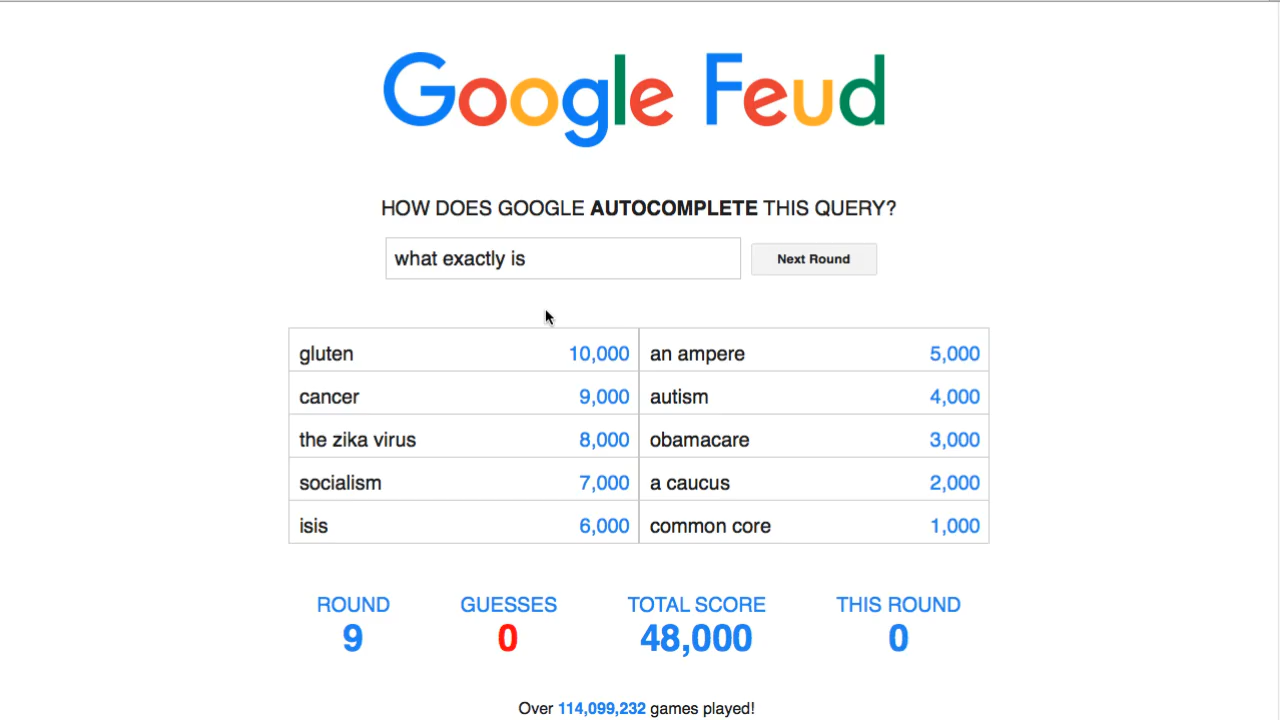 Google Feud
HOW DOES GOOGLE AUTOCOMPLETE THIS QUERY?
what exactly is
Next Round
gluten 10,000 an ampere 5,000
cancer 9,000 autism 4,000
the zika virus 8,000 obamacare 3,000
socialism 7,000 a caucus 2,000
isis 6,000 common core 1,000
ROUND GUESSES TOTAL SCORE THIS ROUND
9 0 48,000 0
Over 114,099,232 games played!